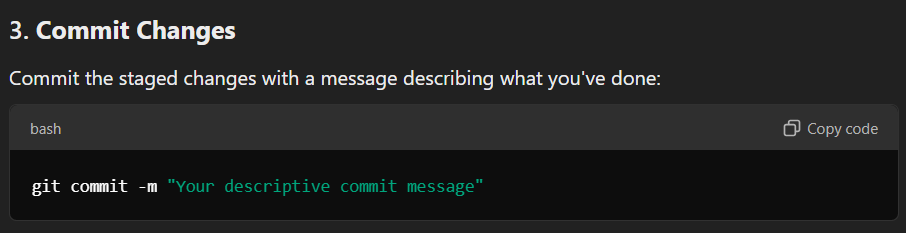 3. Commit Changes
Commit the staged changes with a message describing what you've done:
bash
Copy code
git commit -m "Your descriptive commit message"